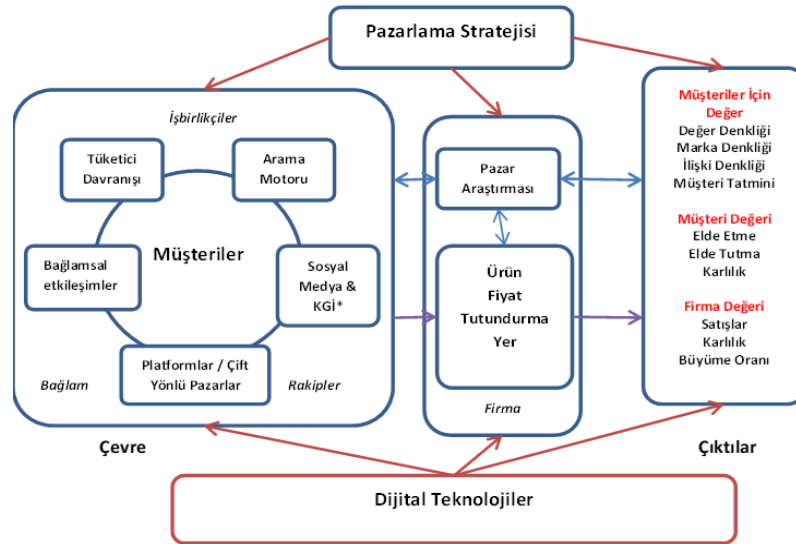 Pazarlama Stratejisi
İşbirlikçiler
Tüketici
Davranışı
Arama
Motoru
Müşteriler
Bağlamsal
etkileşimler
Sosyal
Medya &
KGİ*
Platformlar / Çift
Yönlü Pazarlar
Bağlam
Rakipler
Çevre
Pazar
Araştırması
Ürün
Fiyat
Tutundurma
Yer
Firma
Müşteriler İçin
Değer
Değer Denkliği
Marka Denkliği
İlişki Denkliği
Müşteri Tatmini
Müşteri Değeri
Elde Etme
Elde Tutma
Karlılık
Firma Değeri
Satışlar
Karlılık
Büyüme Oranı
Çıktılar
Dijital Teknolojiler